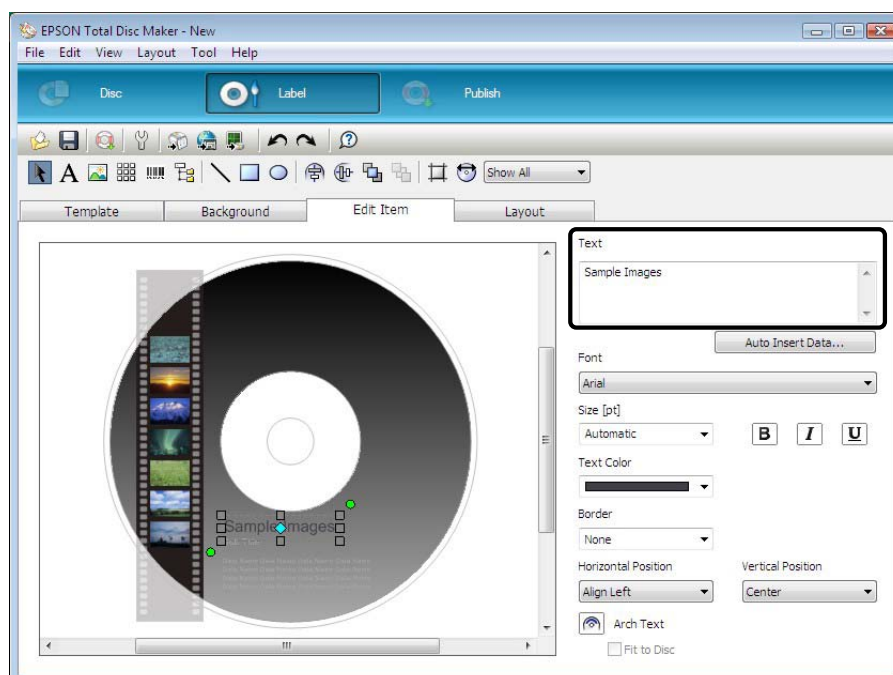 EPSON Total Disc Maker - New
File Edit View Layout Tool Help
Disc Label Publish
Show All
Template Background Edit Item Layout
Text
Sample Images
Auto Insert Data...
Font
Arial
Size [pt]
Automatic B I U
Text Color
Border
None
Horizontal Position Vertical Position
Align Left Center
Arch Text
Fit to Disc
Sample Images